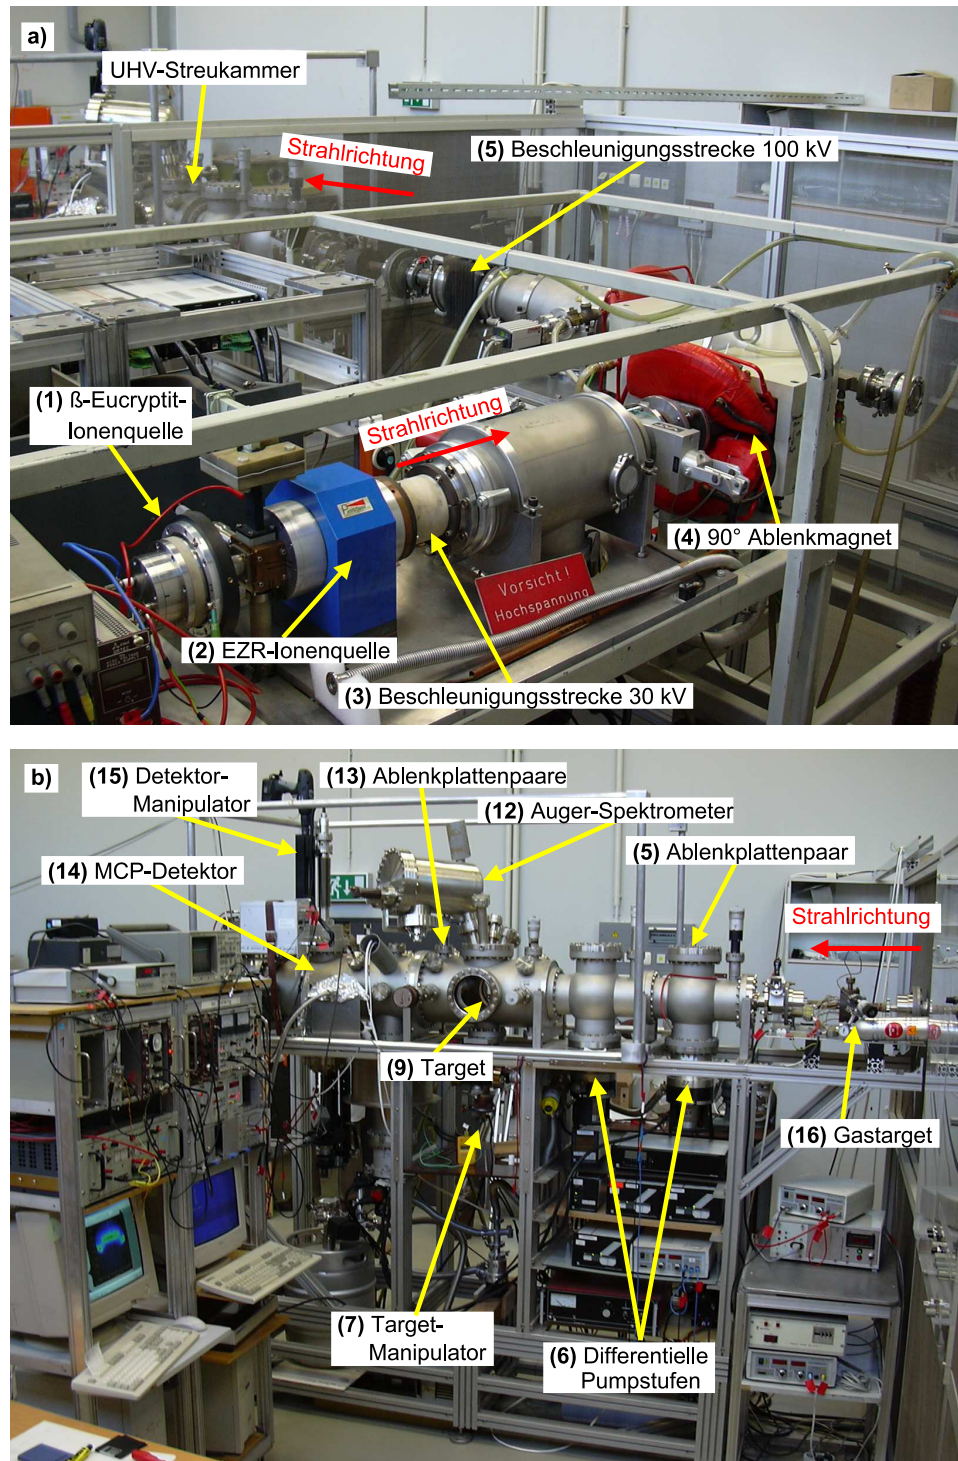 a)
UHV-Streukammer
Strahlrichtung
(5) Beschleunigungsstrecke 100 kV
(1) ß-Eucryptit-
Ionenquelle
Strahlrichtung
(4) 90° Ablenkmagnet
Vorsicht!
Hochspannung
(2) EZR-Ionenquelle
(3) Beschleunigungsstrecke 30 kV
b)
(15) Detektor-
Manipulator
(13) Ablenkplattenpaare
(12) Auger-Spektrometer
(14) MCP-Detektor
(5) Ablenkplattenpaar
Strahlrichtung
(9) Target
(16) Gastarget
(7) Target-
Manipulator
(6) Differentielle
Pumpstufen